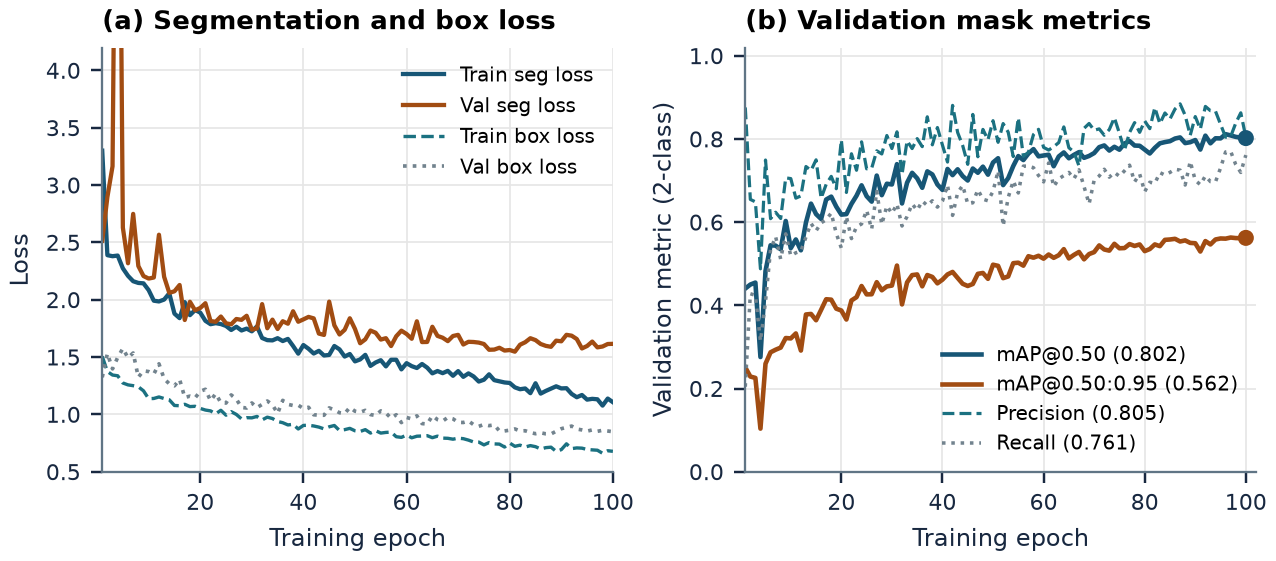 (a) Segmentation and box loss
Loss
4.0
3.5
3.0
2.5
2.0
1.5
1.0
0.5
Train seg loss
Val seg loss
Train box loss
Val box loss
20
40
60
80
100
Training epoch
(b) Validation mask metrics
Validation metric (2-class)
1.0
0.8
0.6
0.4
0.2
0.0
mAP@0.50 (0.802)
mAP@0.50:0.95 (0.562)
Precision (0.805)
Recall (0.761)
20
40
60
80
100
Training epoch